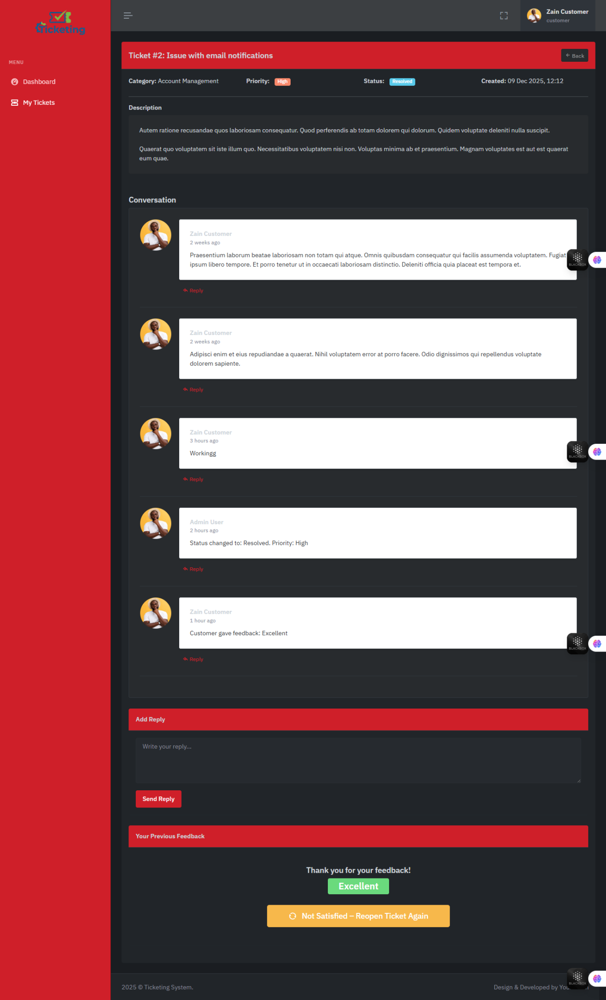 Ticketing
Zain Customer
customer
MENU
Dashboard
My Tickets
Ticket #2: Issue with email notifications
Back
Category: Account Management
Priority: High
Status: Resolved
Created: 09 Dec 2025, 12:12
Description
Autem ratione recusandae quos laboriosam consequatur. Quod perferendis ab totam dolorem qui dolorum. Quidem voluptate deleniti nulla suscipit.
Quaerat quo voluptatem sit iste illum quo. Necessitatibus voluptatem nisi non. Voluptas minima ab et praesentium. Magnam voluptates est aut est quaerat
eum quae.
Conversation
Zain Customer
2 weeks ago
Praesentium laborum beatae laboriosam non totam qui atque. Omnis quibusdam consequatur qui facilis assumenda voluptatem. Fugiat
ipsum libero tempore. Et porro tenetur ut in occaecati laboriosam distinctio. Deleniti officia quia placeat est tempora et.
BLACKBOX
Reply
Zain Customer
2 weeks ago
Adipisci enim et eius repudiandae a quaerat. Nihil voluptatem error at porro facere. Odio dignissimos qui repellendus voluptate
dolorem sapiente.
Reply
Zain Customer
3 hours ago
Workingg
BLACKBOX
Reply
Admin User
2 hours ago
Status changed to: Resolved. Priority: High
Reply
Zain Customer
1 hour ago
Customer gave feedback: Excellent
BLACKBOX
Reply
Add Reply
Write your reply...
Send Reply
Your Previous Feedback
Thank you for your feedback!
Excellent
Not Satisfied – Reopen Ticket Again
2025 © Ticketing System.
Design & Developed by
BLACKBOX